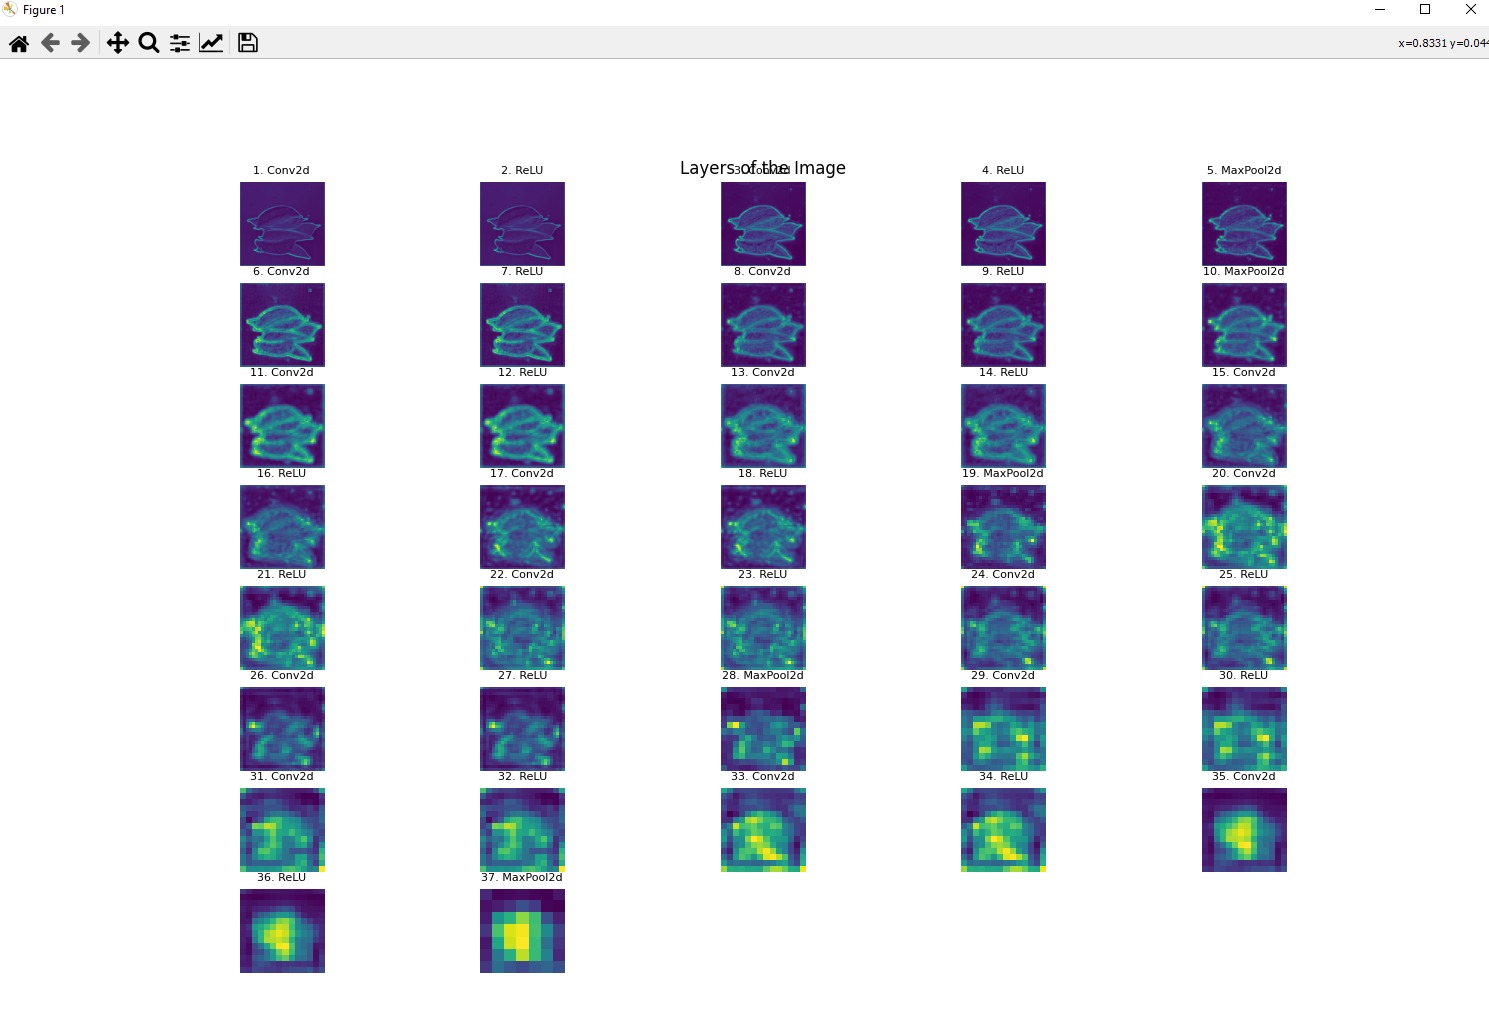 Figure 1
x=0.8331 y=0.044
Layers of the Image
1. Conv2d
2. ReLU
3. Conv2d
4. ReLU
5. MaxPool2d
6. Conv2d
7. ReLU
8. Conv2d
9. ReLU
10. MaxPool2d
11. Conv2d
12. ReLU
13. Conv2d
14. ReLU
15. Conv2d
16. ReLU
17. Conv2d
18. ReLU
19. MaxPool2d
20. Conv2d
21. ReLU
22. Conv2d
23. ReLU
24. Conv2d
25. ReLU
26. Conv2d
27. ReLU
28. MaxPool2d
29. Conv2d
30. ReLU
31. Conv2d
32. ReLU
33. Conv2d
34. ReLU
35. Conv2d
36. ReLU
37. MaxPool2d